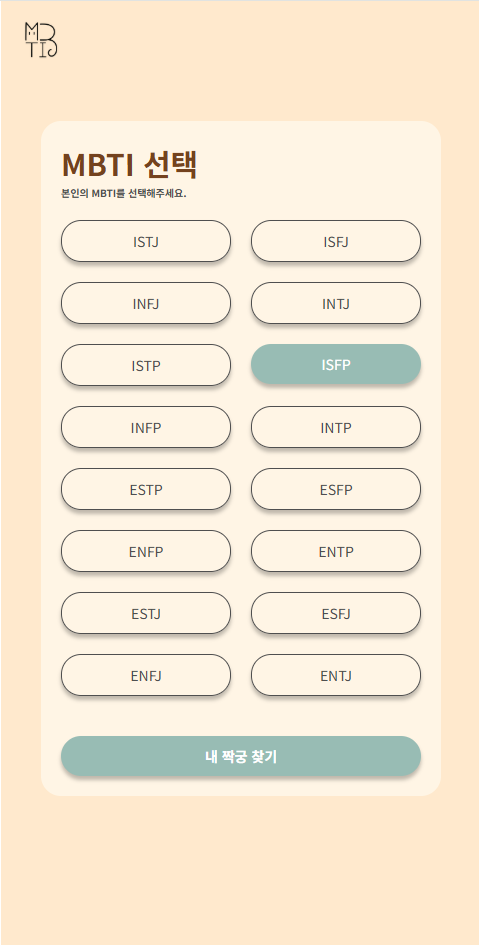 MB
TI
MBTI 선택
본인의 MBTI를 선택해주세요.
ISTJ ISFJ
INFJ INTJ
ISTP ISFP
INFP INTP
ESTP ESFP
ENFP ENTP
ESTJ ESFJ
ENFJ ENTJ
내 짝궁 찾기